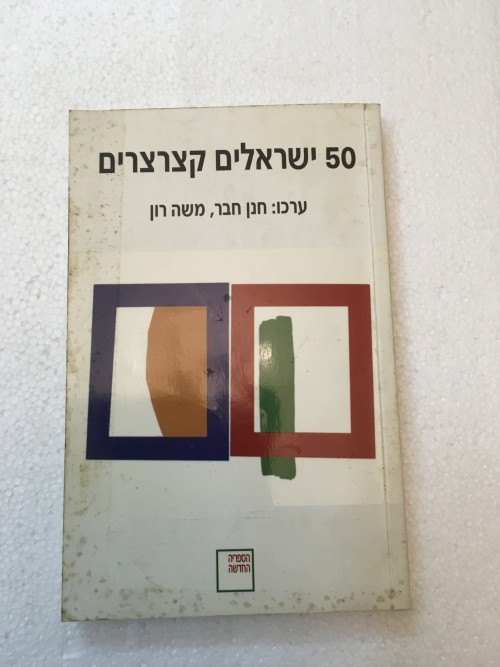 50 ישראלים קצרצרים
ערכו: חנן חבר, משה רון
הספריה
החדשה